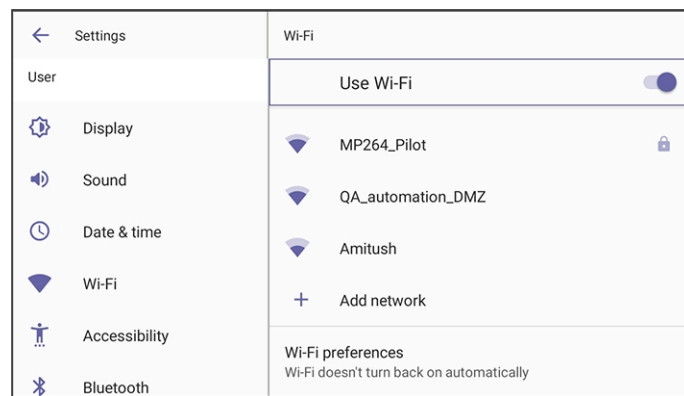 Settings
User
Display
Sound
Date & time
Wi-Fi
Accessibility
Bluetooth
Wi-Fi
Use Wi-Fi
MP264_Pilot
QA_automation_DMZ
Amitush
Add network
Wi-Fi preferences
Wi-Fi doesn't turn back on automatically